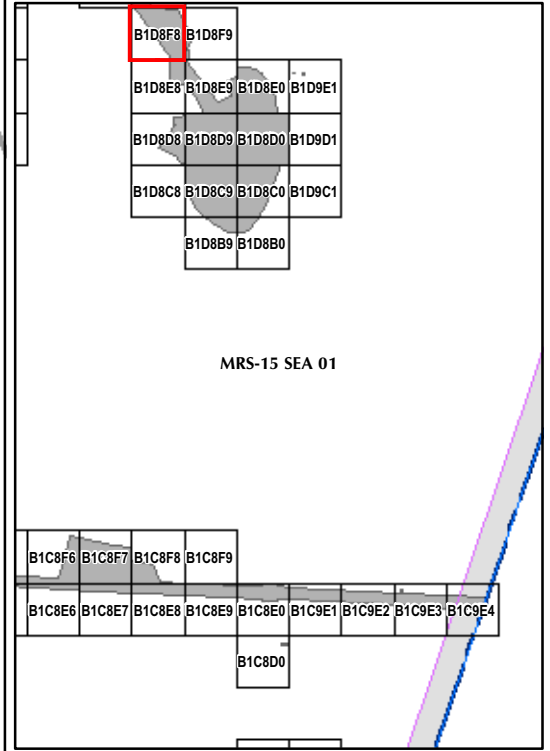 B1D8F8 B1D8F9
B1D8E8 B1D8E9 B1D8E0 B1D9E1
B1D8D8 B1D8D9 B1D8D0 B1D9D1
B1D8C8 B1D8C9 B1D8C0 B1D9C1
B1D8B9 B1D8B0
MRS-15 SEA 01
B1C8F6 B1C8F7 B1C8F8 B1C8F9
B1C8E6 B1C8E7 B1C8E8 B1C8E9 B1C8E0 B1C9E1 B1C9E2 B1C9E3 B1C9E4
B1C8D0